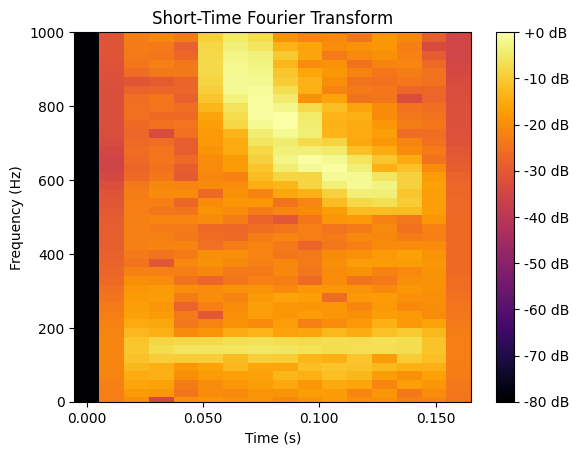 Short-Time Fourier Transform
1000
800
600
400
200
0
Frequency (Hz)
0.000
0.050
0.100
0.150
Time (s)
+0 dB
-10 dB
-20 dB
-30 dB
-40 dB
-50 dB
-60 dB
-70 dB
-80 dB